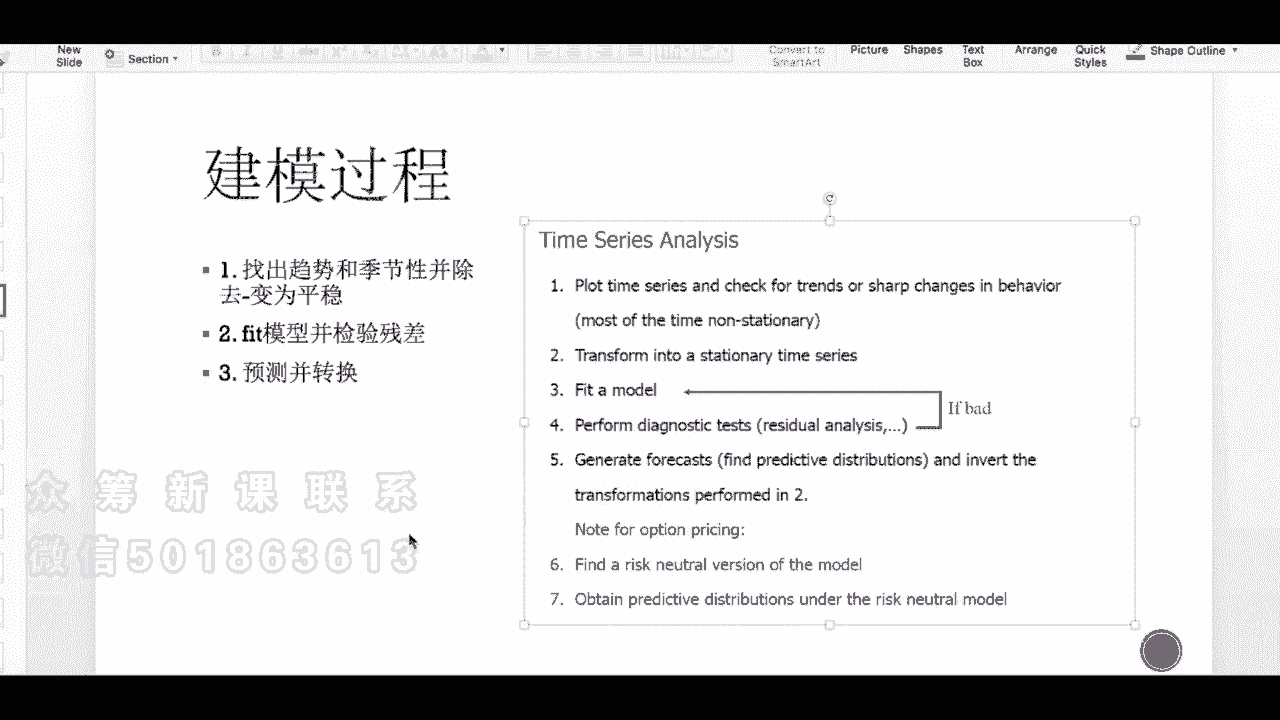 New
Slide
Section
Convert to
SmartArt
Picture
Shapes
Text
Box
Arrange
Quick
Styles
Shape Outline
建模过程
1. 找出趋势和季节性并除
去-变为平稳
2. fit模型并检验残差
3. 预测并转换
Time Series Analysis
1. Plot time series and check for trends or sharp changes in behavior
(most of the time non-stationary)
2. Transform into a stationary time series
3. Fit a model
If bad
4. Perform diagnostic tests (residual analysis,...)
5. Generate forecasts (find predictive distributions) and invert the
transformations performed in 2.
Note for option pricing:
6. Find a risk neutral version of the model
7. Obtain predictive distributions under the risk neutral model
众筹新课联系
微信501863613